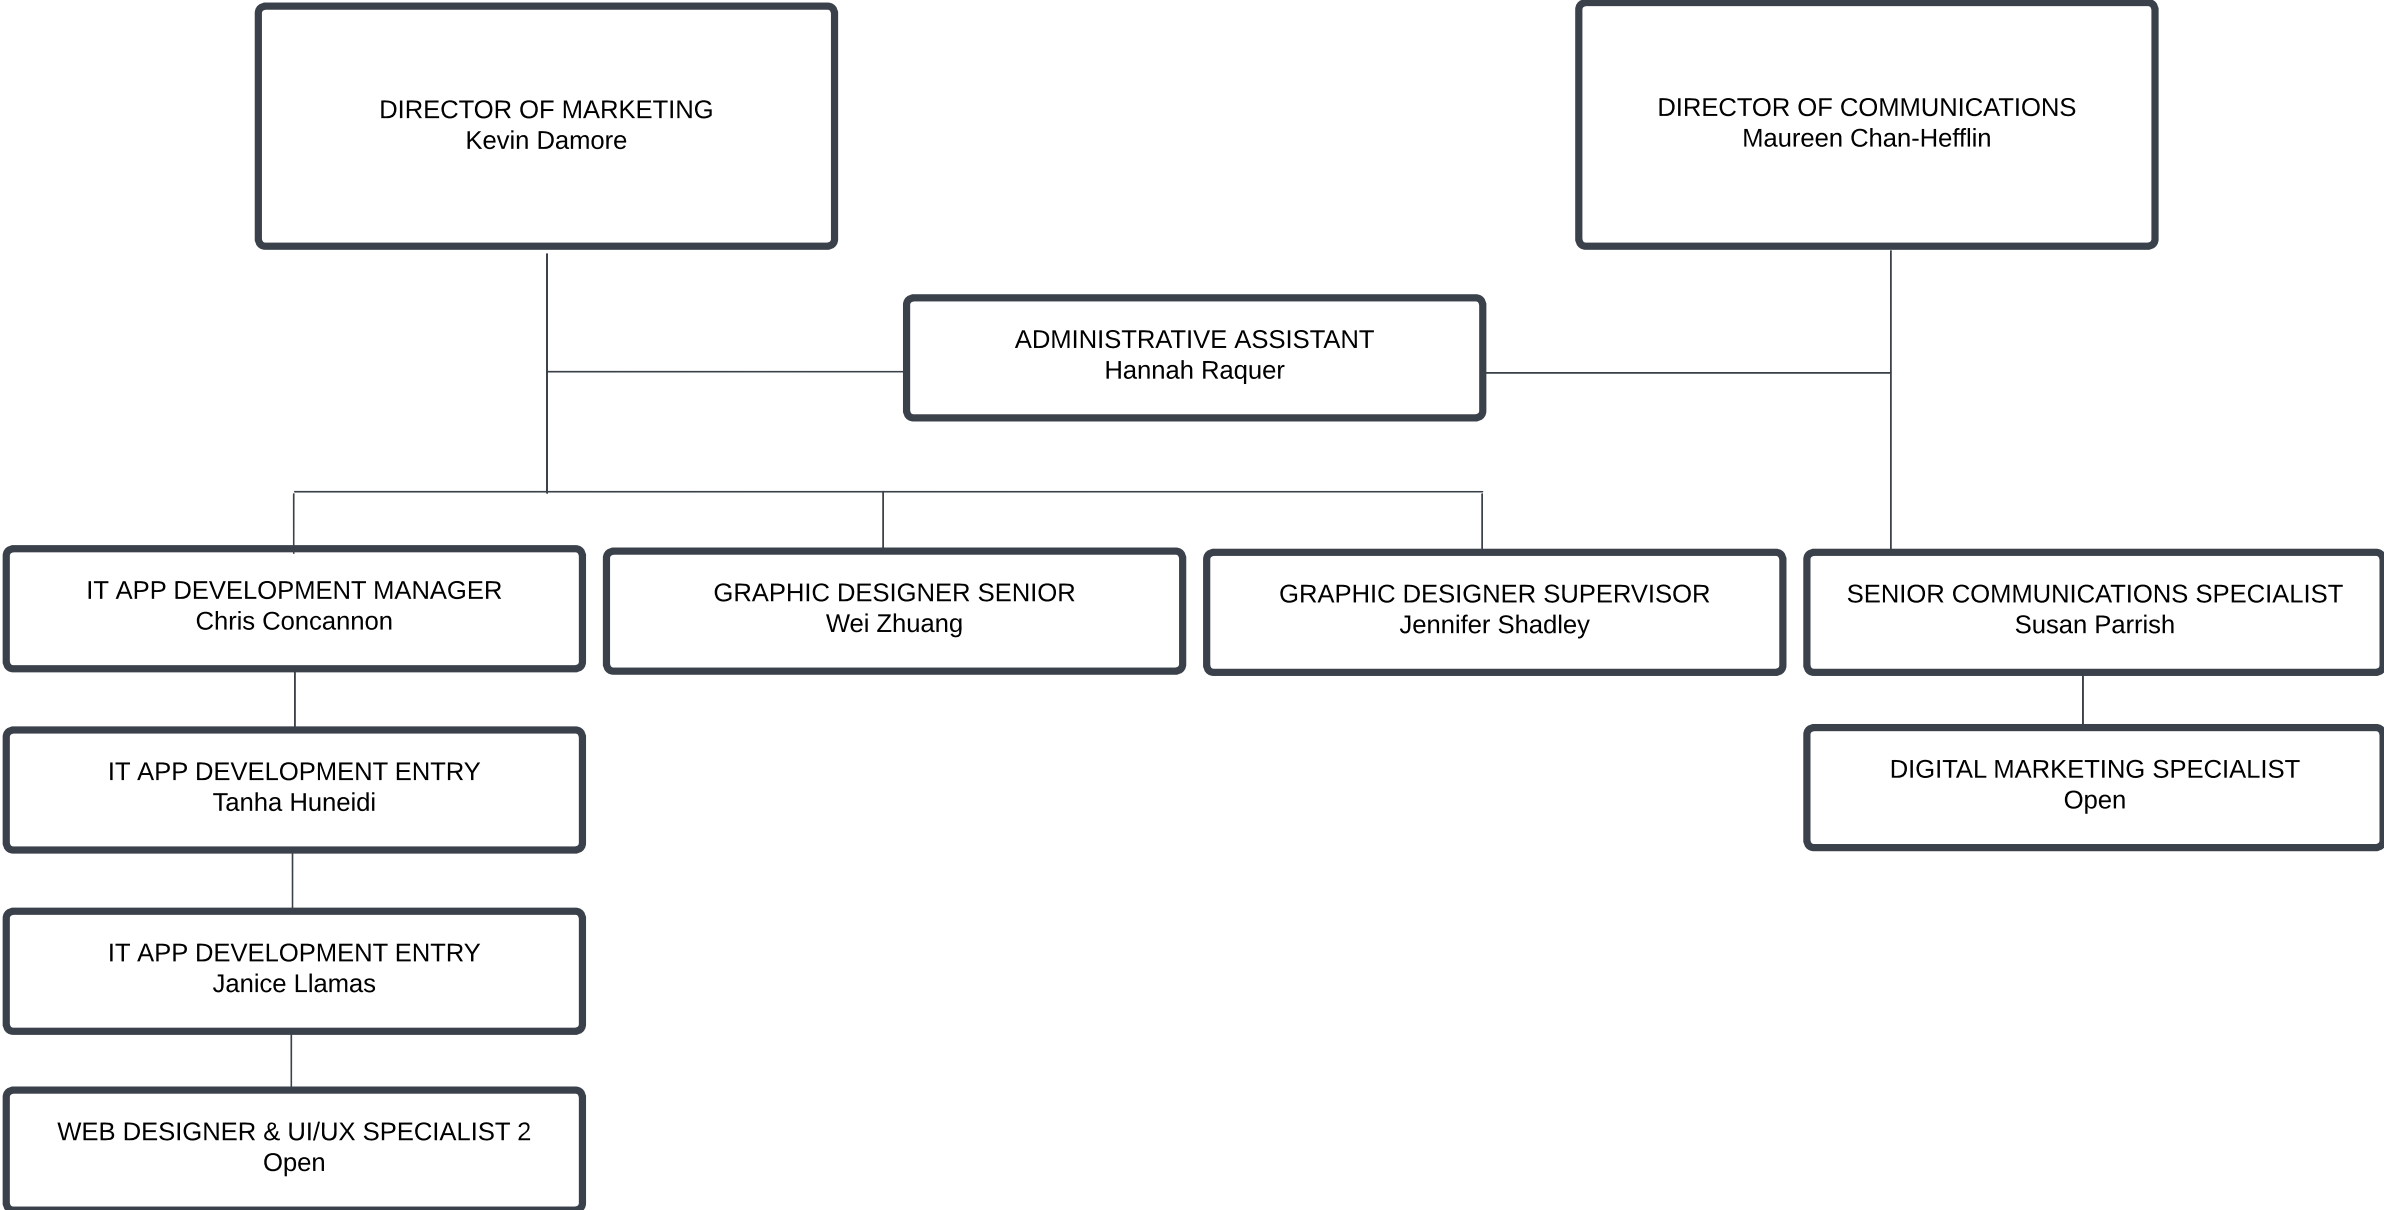 DIRECTOR OF MARKETING
Kevin Damore
DIRECTOR OF COMMUNICATIONS
Maureen Chan-Hefflin
ADMINISTRATIVE ASSISTANT
Hannah Raquer
IT APP DEVELOPMENT MANAGER
Chris Concannon
GRAPHIC DESIGNER SENIOR
Wei Zhuang
GRAPHIC DESIGNER SUPERVISOR
Jennifer Shadley
SENIOR COMMUNICATIONS SPECIALIST
Susan Parrish
IT APP DEVELOPMENT ENTRY
Tanha Huneidi
DIGITAL MARKETING SPECIALIST
Open
IT APP DEVELOPMENT ENTRY
Janice Llamas
WEB DESIGNER & UI/UX SPECIALIST 2
Open